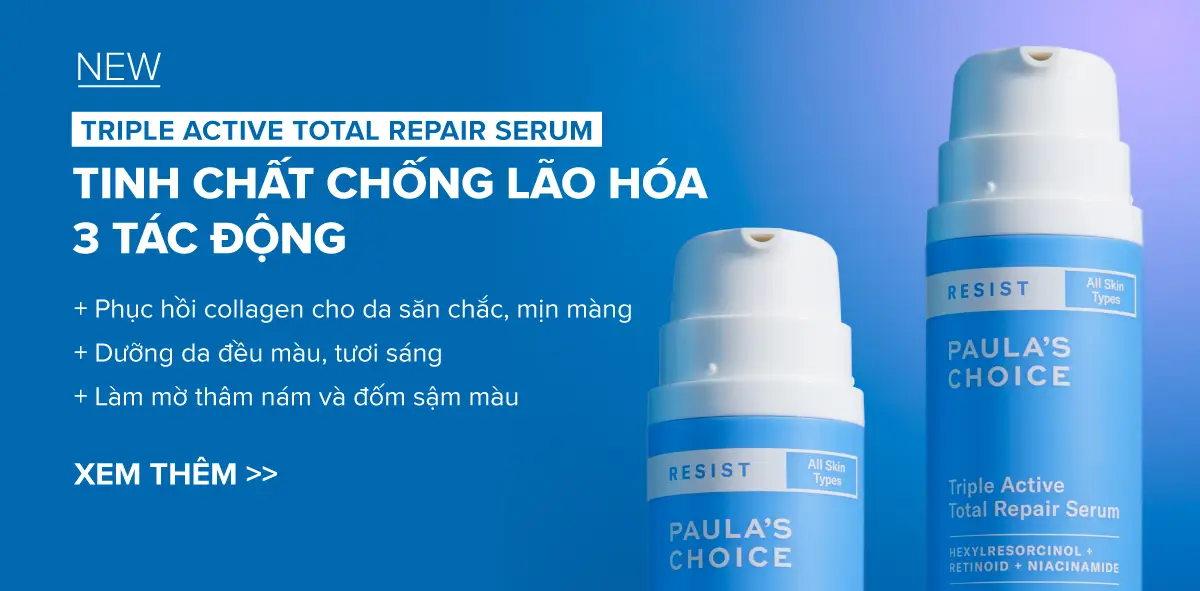 NEW
TRIPLE ACTIVE TOTAL REPAIR SERUM
TINH CHẤT CHỐNG LÃO HÓA
3 TÁC ĐỘNG
+ Phục hồi collagen cho da săn chắc, mịn màng
+ Dưỡng da đều màu, tươi sáng
+ Làm mờ thâm nám và đốm sậm màu
XEM THÊM >>
RESIST
All Skin
Types
PAULA'S
CHOICE
RESIST
All Skin
Types
PAULA'S
CHOICE
Triple Active
Total Repair Serum
HEXYLRESORCINOL +
RETINOID + NIACINAMIDE